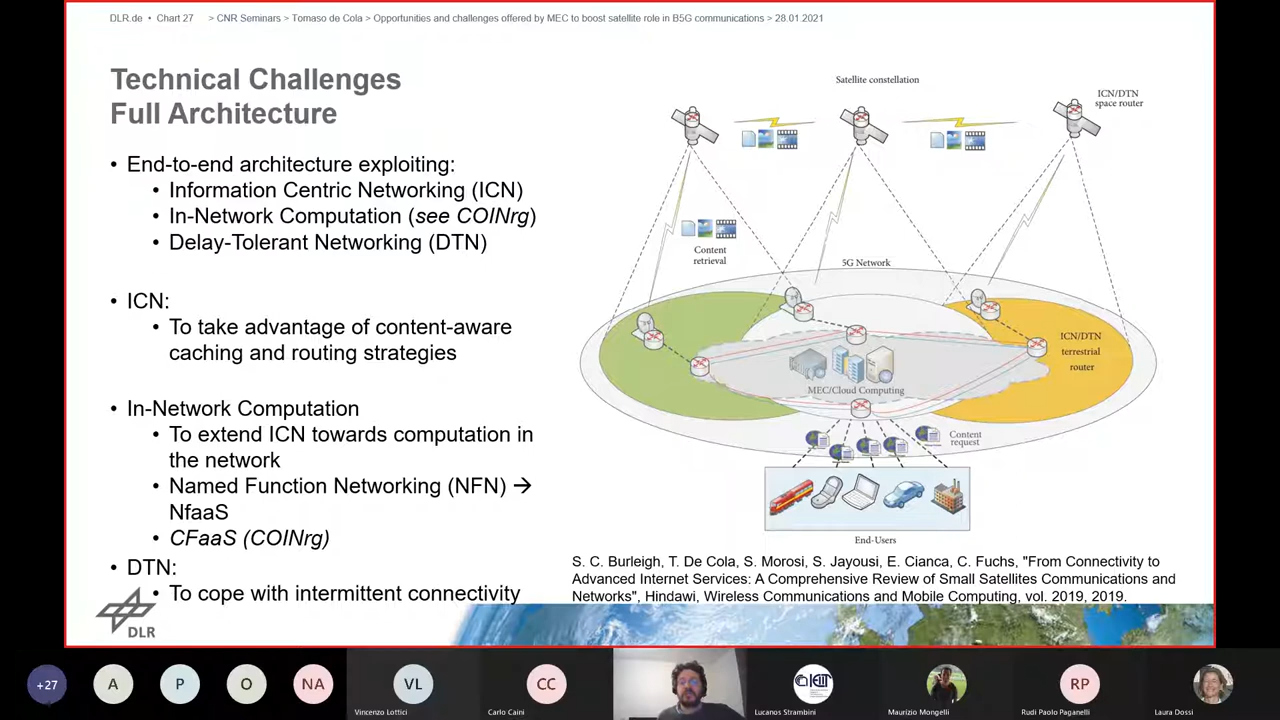 DLR.de • Chart 27 > CNR Seminars > Tomaso de Cola > Opportunities and challenges offered by MEC to boost satellite role in B5G communications > 28.01.2021
Technical Challenges
Full Architecture
• End-to-end architecture exploiting:
• Information Centric Networking (ICN)
• In-Network Computation (see COINrg)
• Delay-Tolerant Networking (DTN)
• ICN:
• To take advantage of content-aware
caching and routing strategies
• In-Network Computation
• To extend ICN towards computation in
the network
• Named Function Networking (NFN) →
NfaaS
• CFaaS (COINrg)
• DTN:
• To cope with intermittent connectivity
DLR
Satellite constellation
ICN/DTN
space router
Content
retrieval
5G Network
ICN/DTN
terrestrial
router
MEC/Cloud Computing
Content
request
End-Users
S. C. Burleigh, T. De Cola, S. Morosi, S. Jayousi, E. Cianca, C. Fuchs, "From Connectivity to
Advanced Internet Services: A Comprehensive Review of Small Satellites Communications and
Networks", Hindawi, Wireless Communications and Mobile Computing, vol. 2019, 2019.
+27
A
P
O
NA
VL
Vincenzo Lottici
CC
Carlo Caini
IEIIT
Lucanos Strambini
Maurizio Mongelli
RP
Rudi Paolo Paganelli
Laura Dossi